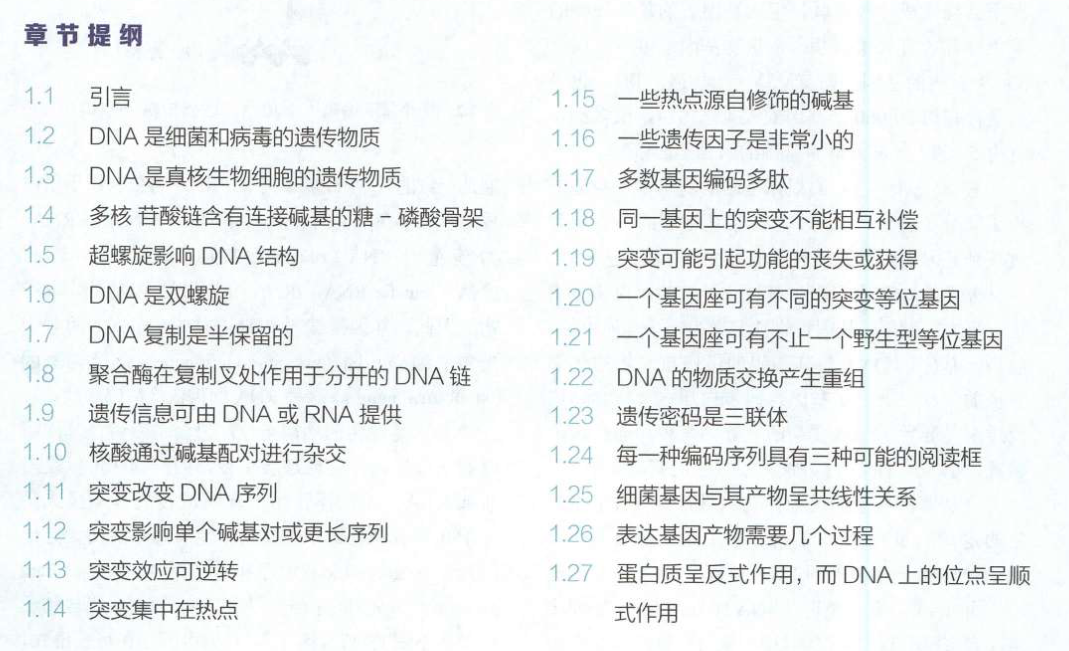 章节提纲
1.1 引言
1.2 DNA 是细菌和病毒的遗传物质
1.3 DNA 是真核生物细胞的遗传物质
1.4 多核 苷酸链含有连接碱基的糖 - 磷酸骨架
1.5 超螺旋影响 DNA 结构
1.6 DNA 是双螺旋
1.7 DNA 复制是半保留的
1.8 聚合酶在复制叉处作用于分开的 DNA 链
1.9 遗传信息可由 DNA 或 RNA 提供
1.10 核酸通过碱基配对进行杂交
1.11 突变改变 DNA 序列
1.12 突变影响单个碱基对或更长序列
1.13 突变效应可逆转
1.14 突变集中在热点
1.15 一些热点源自修饰的碱基
1.16 一些遗传因子是非常小的
1.17 多数基因编码多肽
1.18 同一基因上的突变不能相互补偿
1.19 突变可能引起功能的丧失或获得
1.20 一个基因座可有不同的突变等位基因
1.21 一个基因座可有不止一个野生型等位基因
1.22 DNA 的物质交换产生重组
1.23 遗传密码是三联体
1.24 每一种编码序列具有三种可能的阅读框
1.25 细菌基因与其产物呈共线性关系
1.26 表达基因产物需要几个过程
1.27 蛋白质呈反式作用，而 DNA 上的位点呈顺
式作用